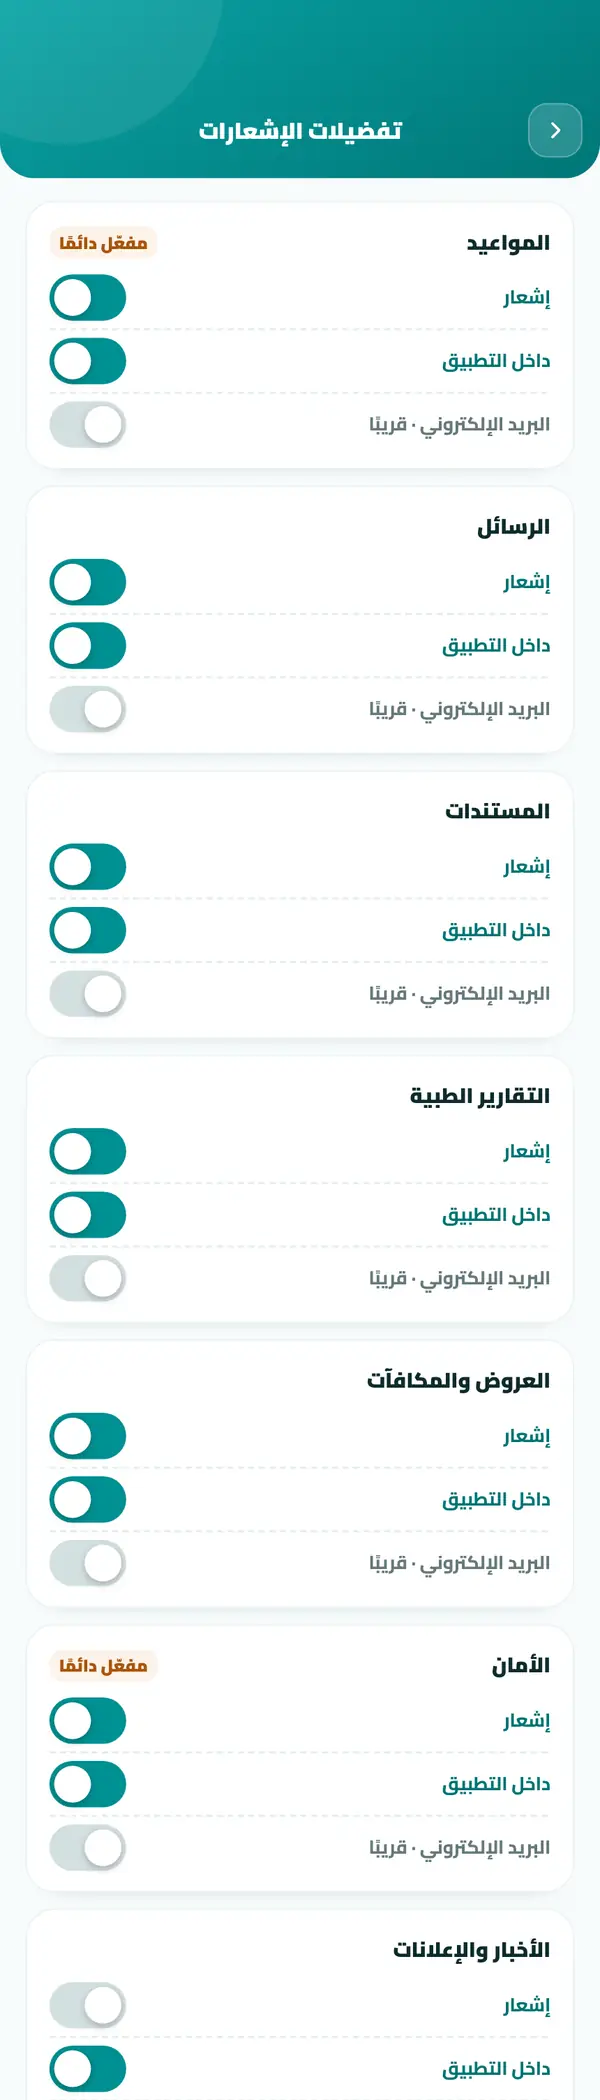 تفضيلات الإشعارات
المواعيد
مفعّل دائمًا
إشعار
داخل التطبيق
البريد الإلكتروني · قريبًا
الرسائل
إشعار
داخل التطبيق
البريد الإلكتروني · قريبًا
المستندات
إشعار
داخل التطبيق
البريد الإلكتروني · قريبًا
التقارير الطبية
إشعار
داخل التطبيق
البريد الإلكتروني · قريبًا
العروض والمكافآت
إشعار
داخل التطبيق
البريد الإلكتروني · قريبًا
الأمان
مفعّل دائمًا
إشعار
داخل التطبيق
البريد الإلكتروني · قريبًا
الأخبار والإعلانات
إشعار
داخل التطبيق